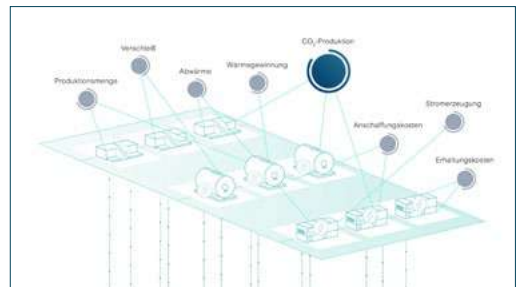 CO₂-Produktion
Verschleiß
Abwärme
Wärmegewinnung
Produktionsmenge
Stromerzeugung
Anschaffungskosten
Erhaltungskosten